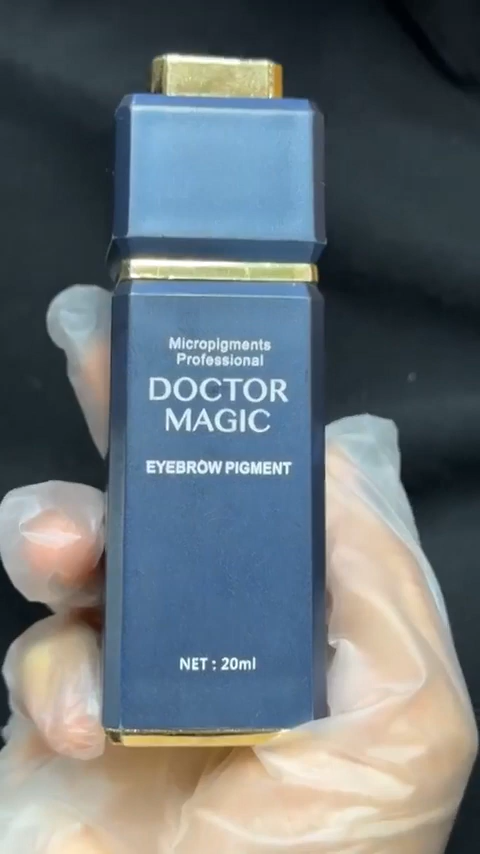 Micropigments
Professional
DOCTOR
MAGIC
EYEBROW PIGMENT
NET : 20ml